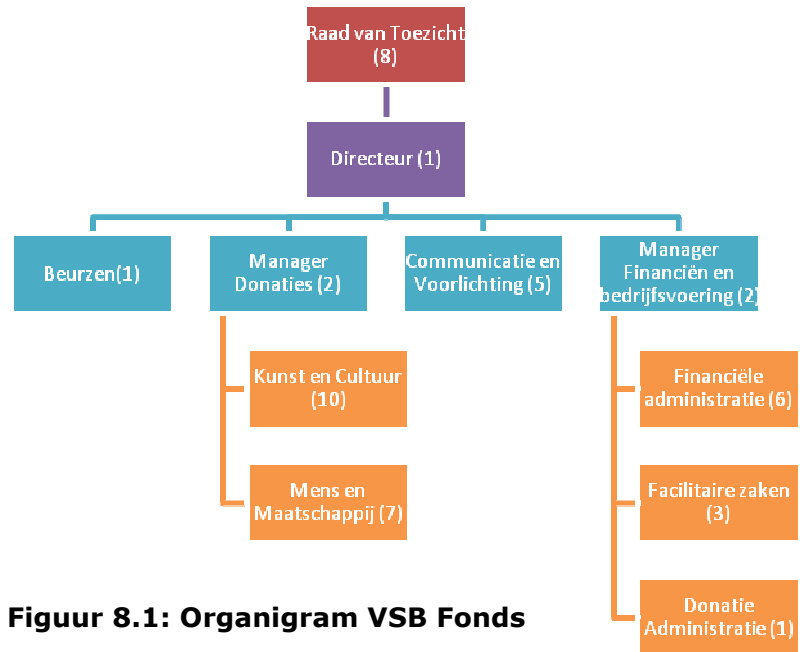 Raad van Toezicht
(8)
Directeur (1)
Beurzen(1)
Manager
Donaties (2)
Communicatie en
Voorlichting (5)
Manager
Financiën en
bedrijfsvoering (2)
Kunst en Cultuur
(10)
Mens en
Maatschappij (7)
Financiële
administratie (6)
Facilitaire zaken
(3)
Donatie
Administratie (1)
Figuur 8.1: Organigram VSB Fonds